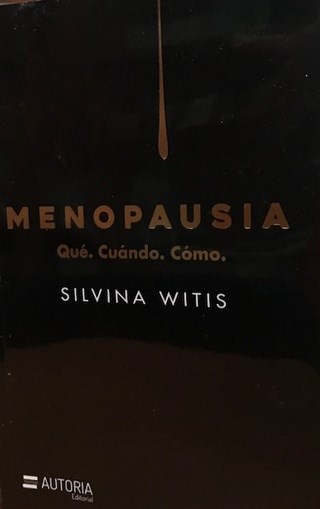 MENOPAUSIA
Qué. Cuándo. Cómo.
SILVINA WITIS
AUTORIA
Editorial